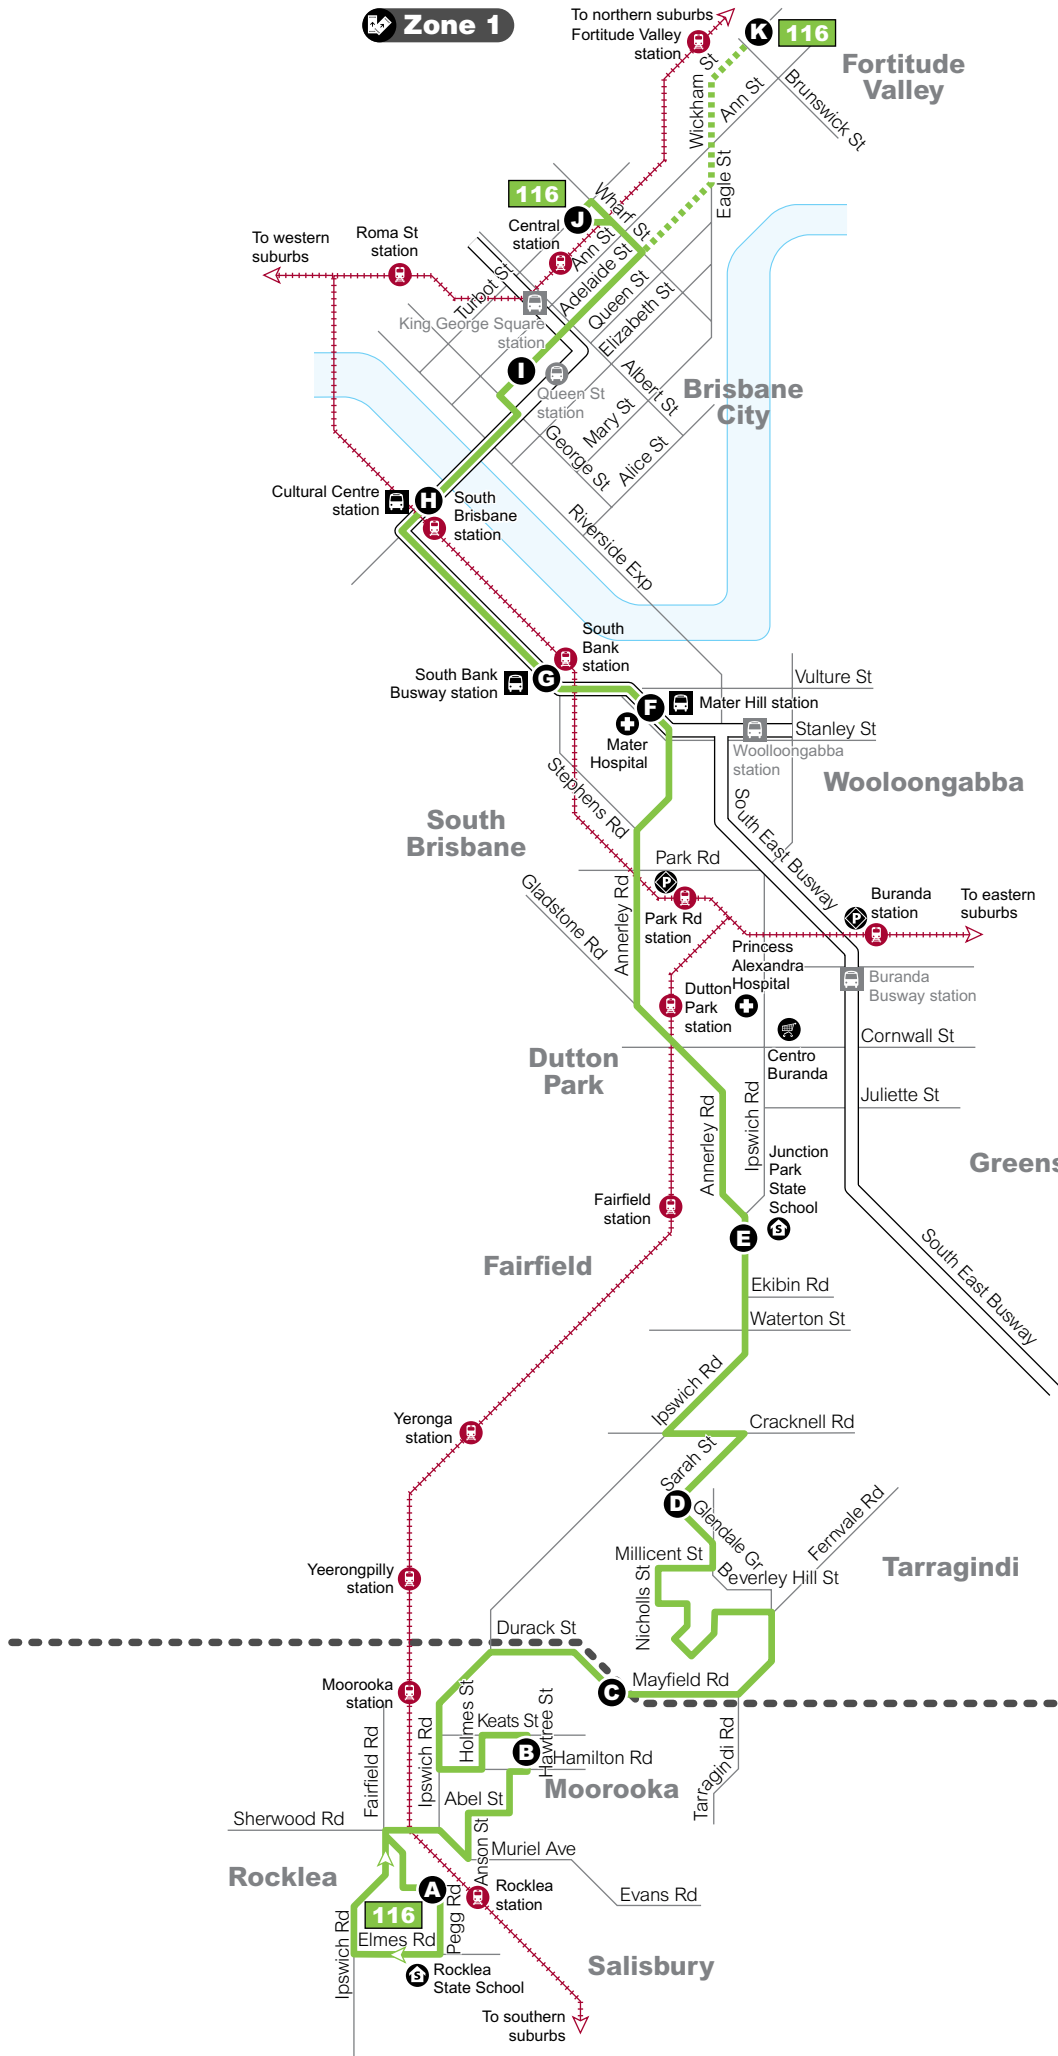 Zone 1
To northern suburbs
Fortitude Valley
station
K
116
Fortitude
Valley
Wickham St
Ann St
Brunswick St
Eagle St
116
Wharf St
J
Central
station
Ann St
Adelaide St
Roma St
station
To western
suburbs
Turbot St
Queen St
Elizabeth St
King George Square
station
I
Queen St
station
Albert St
Brisbane
City
Mary St
George St
Alice St
Cultural Centre
station
H
South
Brisbane
station
Riverside Exp
South
Bank
station
South Bank
Busway station
G
Vulture St
F
Mater Hill station
Stanley St
Mater
Hospital
Woolloongabba
station
Wooloongabba
Stephens Rd
South East Busway
South
Brisbane
Park Rd
P
Gladstone Rd
Annerley Rd
Park Rd
station
P
Buranda
station
To eastern
suburbs
Princess
Alexandra
Hospital
Buranda
Busway station
Dutton
Park
station
Cornwall St
Dutton
Park
Centro
Buranda
Juliette St
Annerley Rd
Ipswich Rd
Junction
Park
State
School
Greens
Fairfield
station
S
E
Fairfield
South East Busway
Ekibin Rd
Waterton St
Ipswich Rd
Yeronga
station
Cracknell Rd
Sarah St
D
Glendale Gr
Fernvale Rd
Millicent St
Beverley Hill St
Tarragindi
Yeerongpilly
station
Nicholls St
Durack St
Moorooka
station
C
Mayfield Rd
Fairfield Rd
Ipswich Rd
Holmes St
Keats St
Hawtree St
B
Hamilton Rd
Tarragindi Rd
Moorooka
Abel St
Sherwood Rd
Anson St
Muriel Ave
Rocklea
A
Rocklea
station
Evans Rd
116
Pegg Rd
Ipswich Rd
Elmes Rd
Salisbury
S
Rocklea
State School
To southern
suburbs